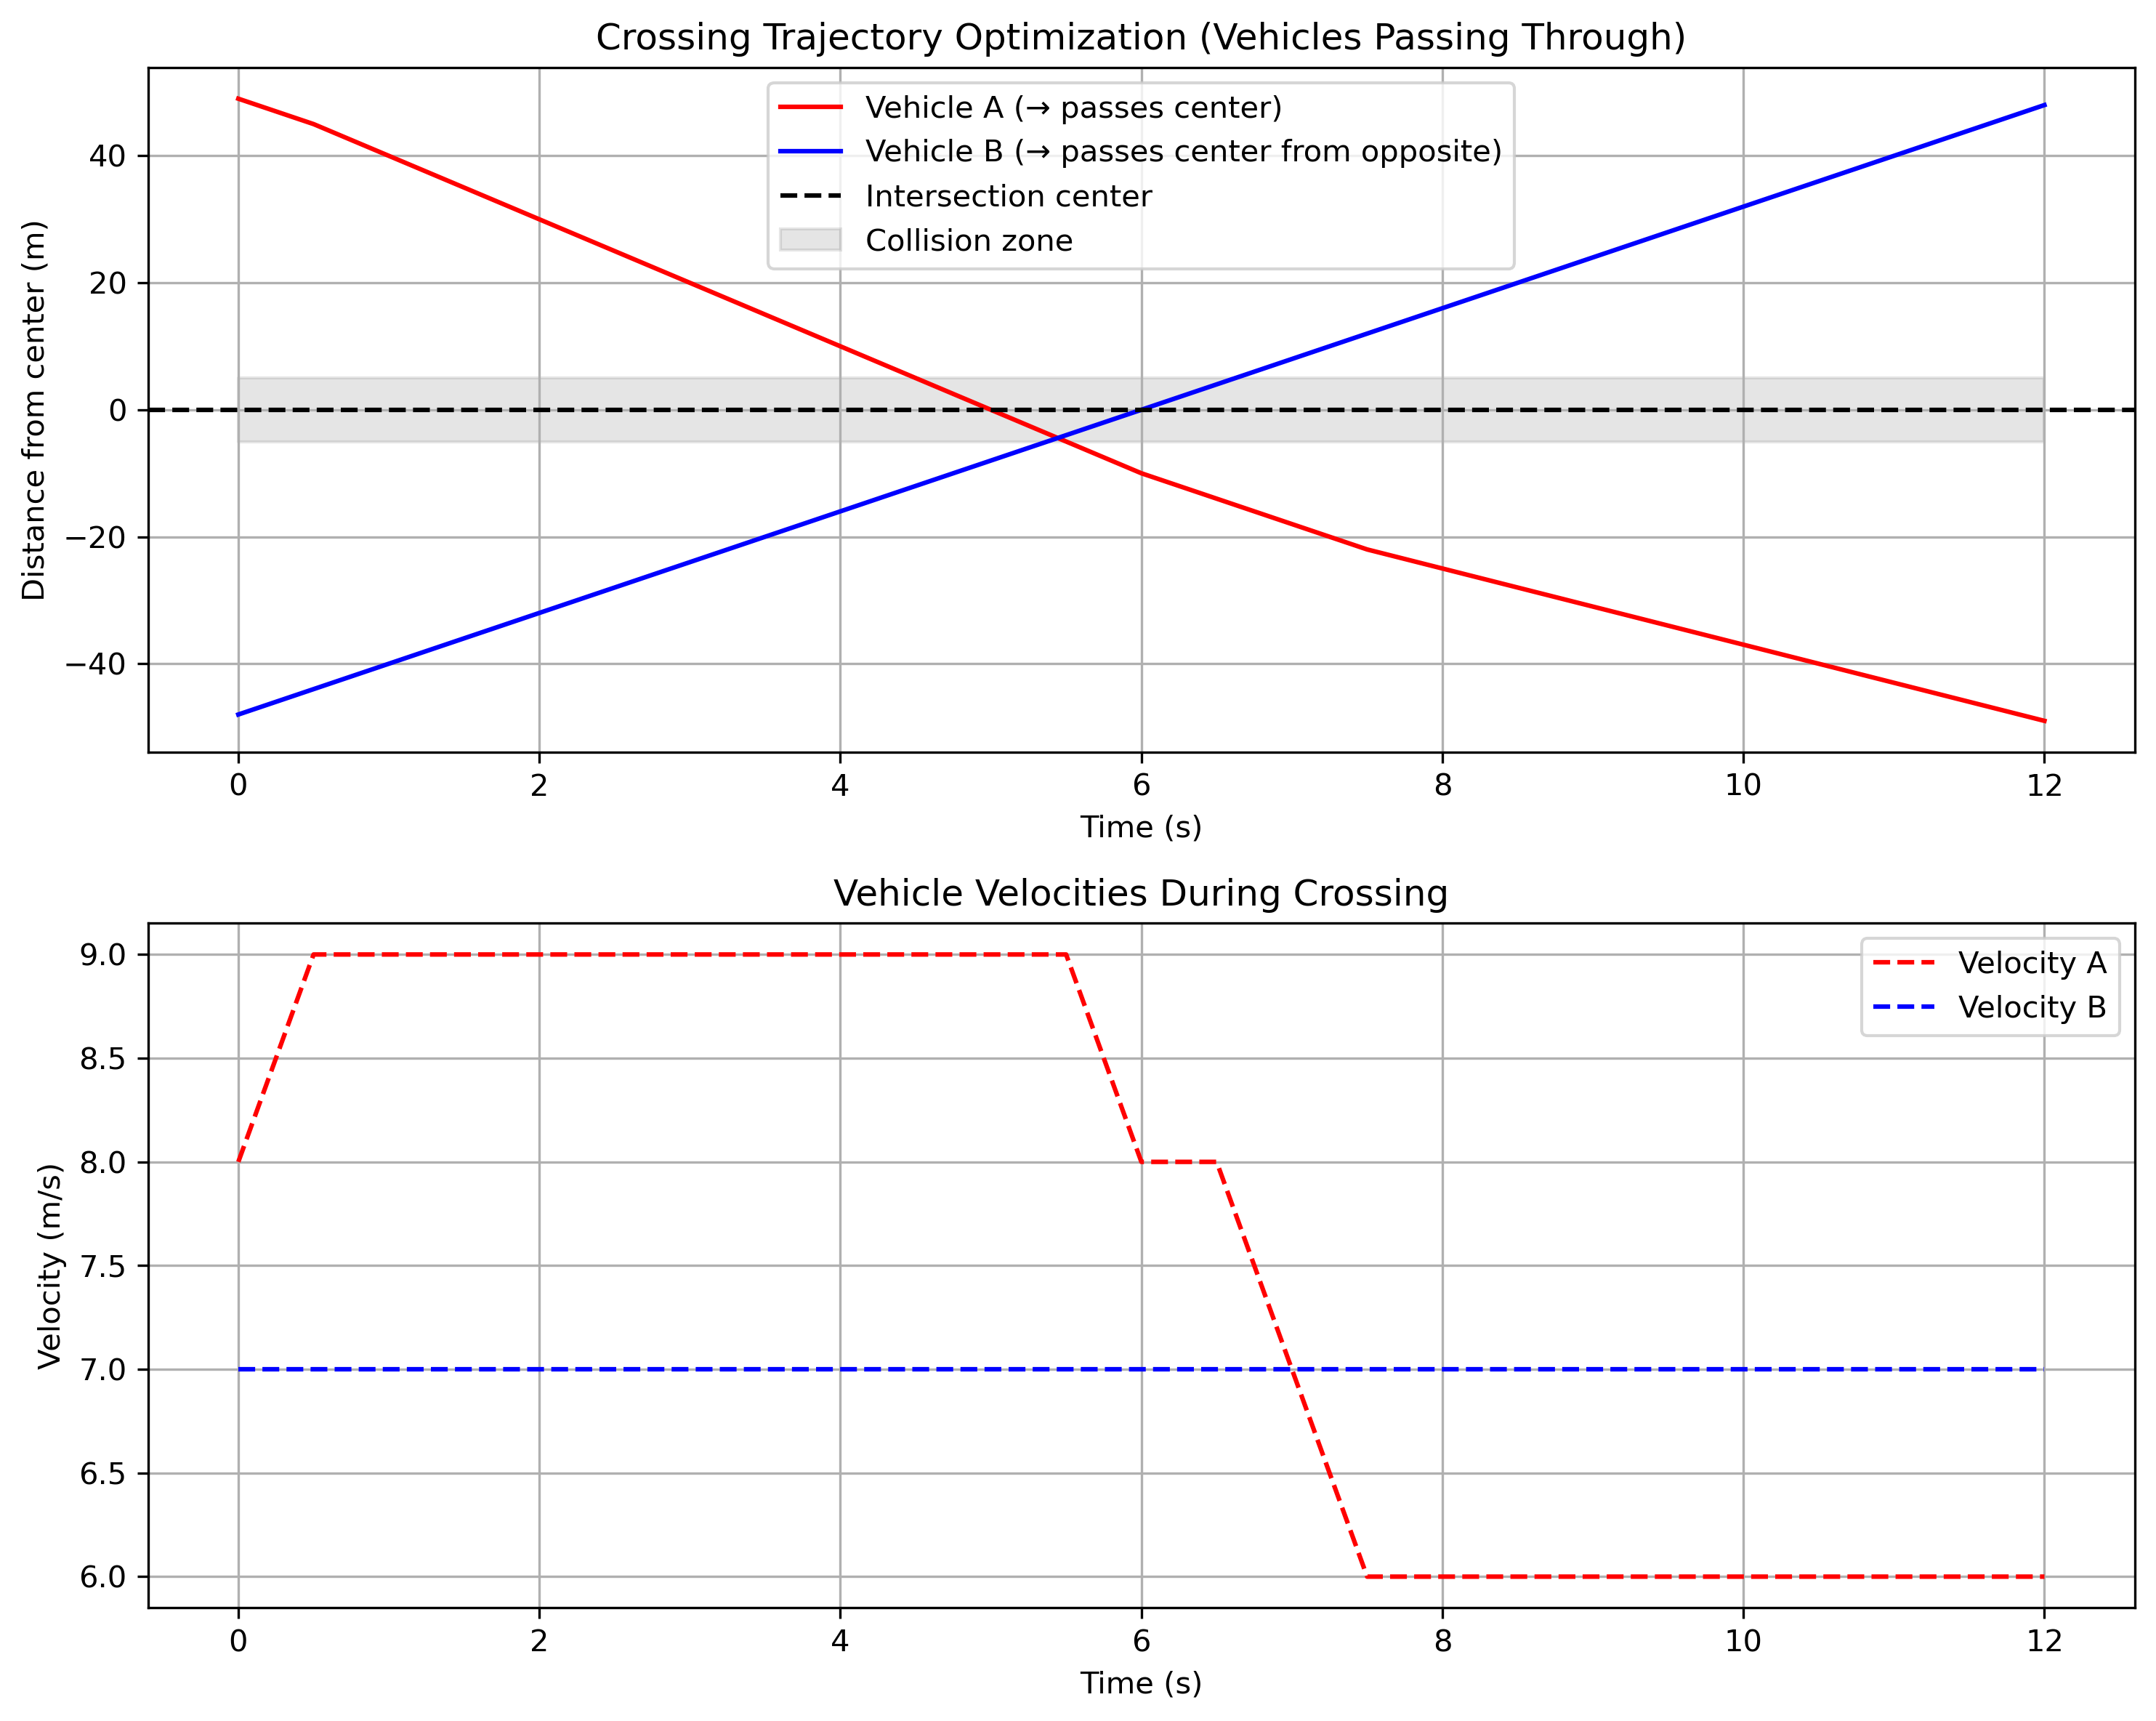 Crossing Trajectory Optimization (Vehicles Passing Through)
Vehicle A (→ passes center)
Vehicle B (→ passes center from opposite)
Intersection center
Collision zone
Distance from center (m)
40
20
0
−20
−40
0 2 4 6 8 10 12
Time (s)
Vehicle Velocities During Crossing
Velocity A
Velocity B
Velocity (m/s)
9.0
8.5
8.0
7.5
7.0
6.5
6.0
0 2 4 6 8 10 12
Time (s)